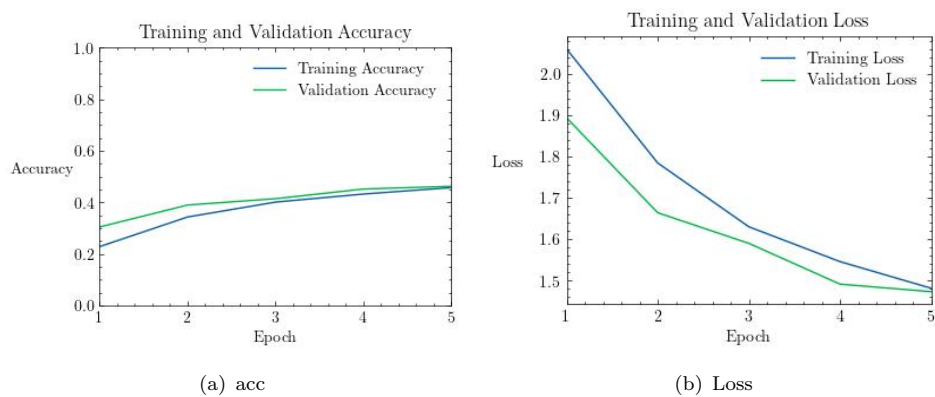 Training and Validation Accuracy
1.0
0.8
0.6
0.4
0.2
0.0
Accuracy
Training Accuracy
Validation Accuracy
1 2 3 4 5
Epoch
(a) acc
Training and Validation Loss
2.0
1.9
1.8
1.7
1.6
1.5
Loss
Training Loss
Validation Loss
1 2 3 4 5
Epoch
(b) Loss